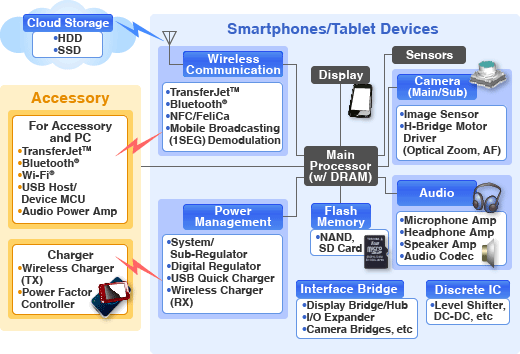 Cloud Storage
•HDD
•SSD
Smartphones/Tablet Devices
Wireless
Communication
•TransferJet™
•Bluetooth®
•NFC/FeliCa
•Mobile Broadcasting
(1SEG) Demodulation
Display
Sensors
Camera
(Main/Sub)
•Image Sensor
•H-Bridge Motor
Driver
(Optical Zoom, AF)
Accessory
For Accessory
and PC
•TransferJet™
•Bluetooth®
•Wi-Fi®
•USB Host/
Device MCU
•Audio Power Amp
Main
Processor
(w/ DRAM)
Power
Management
•System/
Sub-Regulator
•Digital Regulator
•USB Quick Charger
•Wireless Charger
(RX)
Flash
Memory
•NAND,
SD Card
Audio
•Microphone Amp
•Headphone Amp
•Speaker Amp
•Audio Codec
Charger
•Wireless Charger
(TX)
•Power Factor
Controller
Interface Bridge
•Display Bridge/Hub
•I/O Expander
•Camera Bridges, etc
Discrete IC
•Level Shifter,
DC-DC, etc